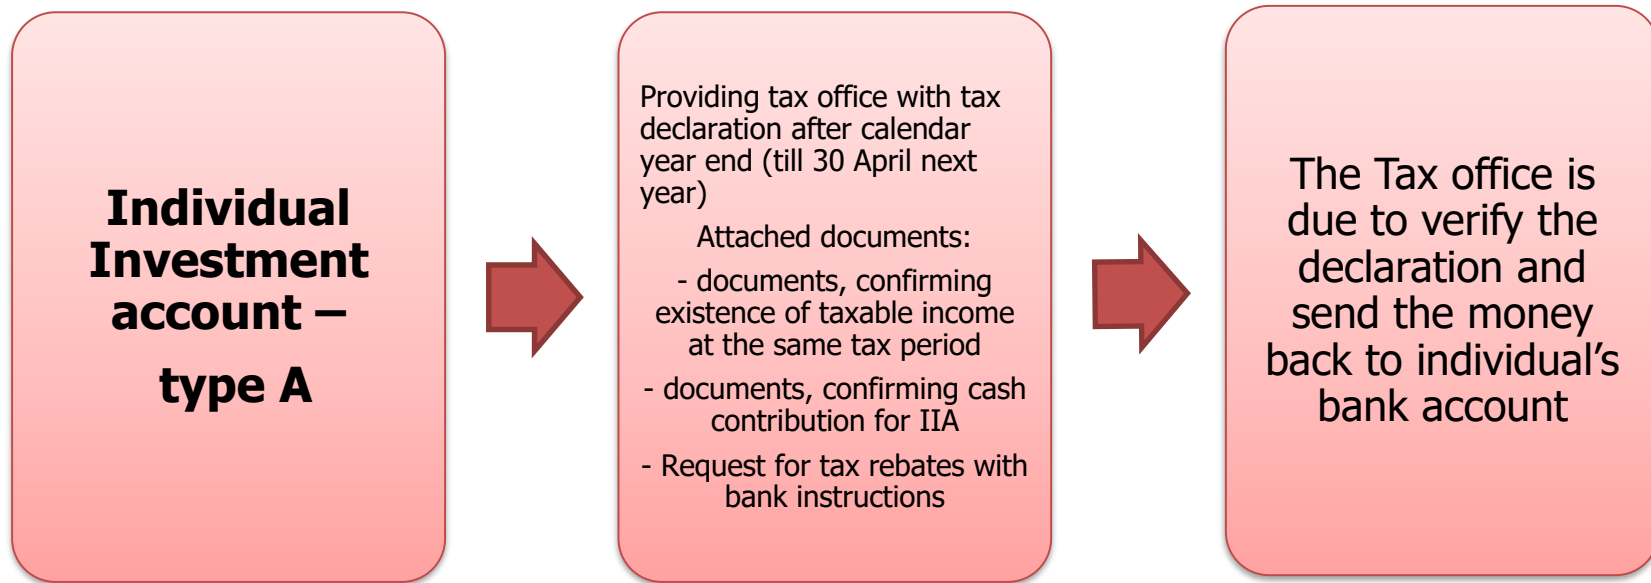 Individual
Investment
account –
type A
Providing tax office with tax
declaration after calendar
year end (till 30 April next
year)
Attached documents:
- documents, confirming
existence of taxable income
at the same tax period
- documents, confirming cash
contribution for IIA
- Request for tax rebates with
bank instructions
The Tax office is
due to verify the
declaration and
send the money
back to individual’s
bank account